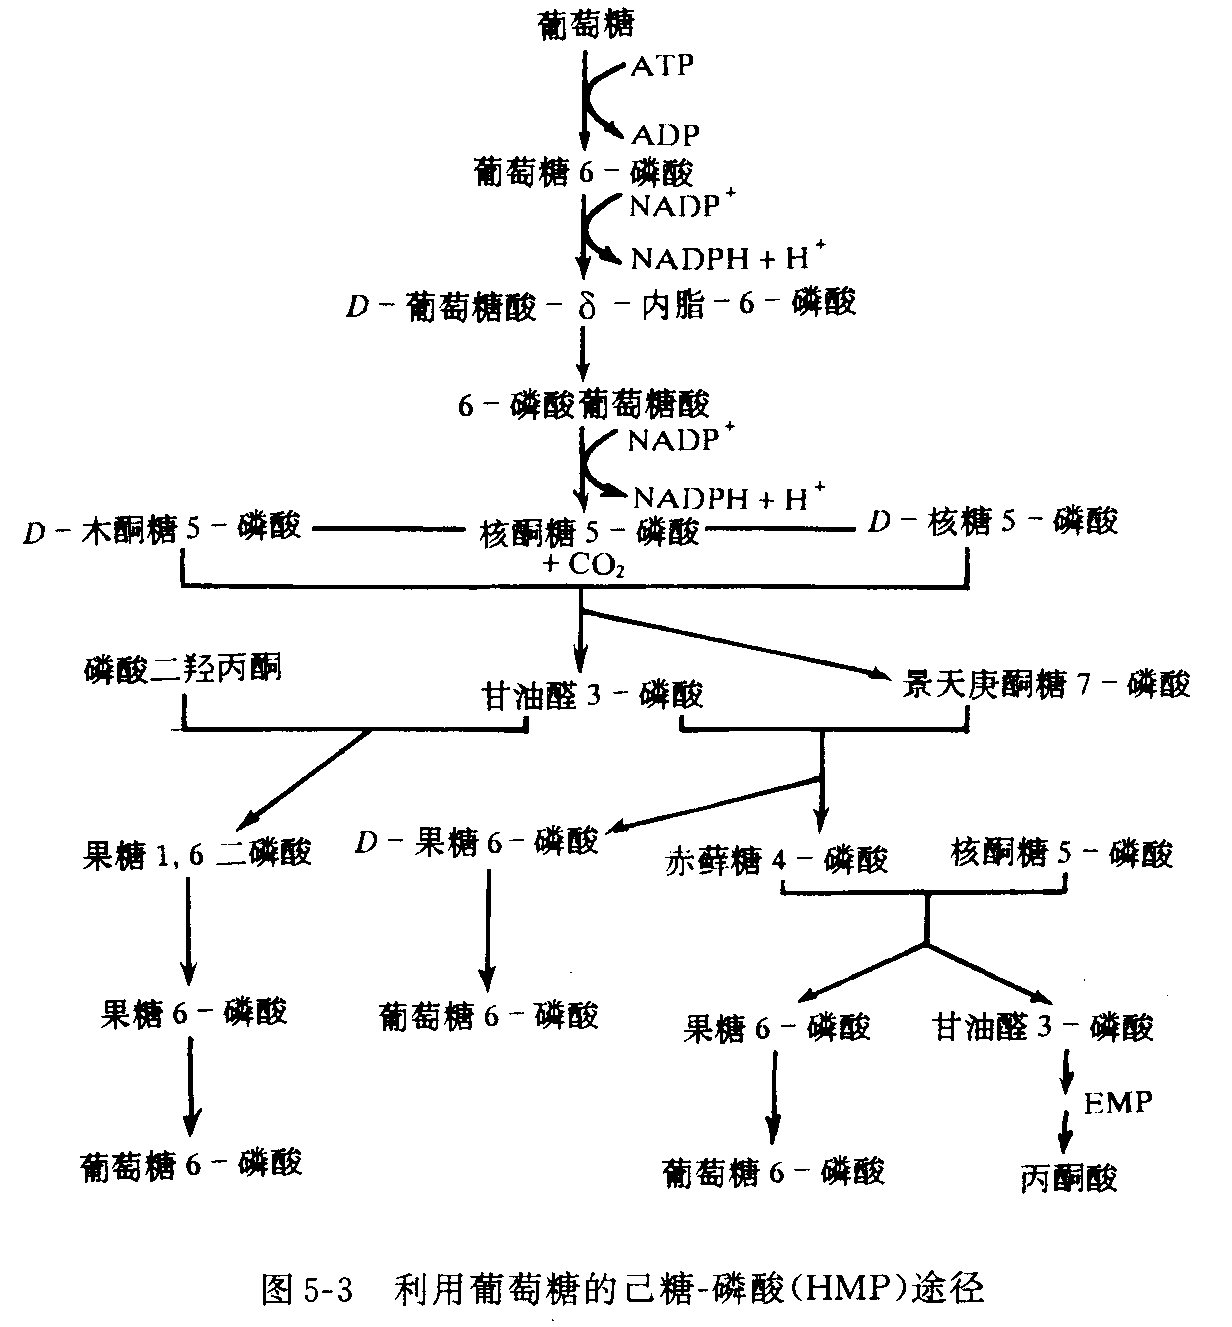 葡萄糖
ATP
ADP
葡萄糖6-磷酸
NADP+
NADPH + H+
D-葡萄糖酸-δ-内脂-6-磷酸
6-磷酸葡萄糖酸
NADP+
NADPH + H+
D-木酮糖5-磷酸 核酮糖5-磷酸 D-核糖5-磷酸
+ CO₂
磷酸二羟丙酮 甘油醛3-磷酸 景天庚酮糖7-磷酸
果糖1,6二磷酸 D-果糖6-磷酸 赤藓糖4-磷酸 核酮糖5-磷酸
果糖6-磷酸 葡萄糖6-磷酸 果糖6-磷酸 甘油醛3-磷酸
EMP
葡萄糖6-磷酸 葡萄糖6-磷酸 丙酮酸
图5-3 利用葡萄糖的己糖-磷酸(HMP)途径